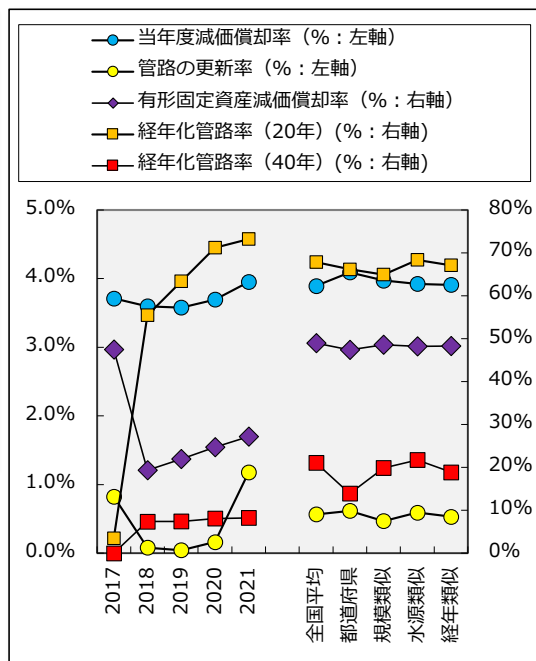 当年度減価償却率（%：左軸）
管路の更新率（%：左軸）
有形固定資産減価償却率（%：右軸）
経年化管路率（20年）(%：右軸)
経年化管路率（40年）(%：右軸)
5.0%
4.0%
3.0%
2.0%
1.0%
0.0%
80%
70%
60%
50%
40%
30%
20%
10%
0%
2017
2018
2019
2020
2021
全国平均
都道府県
規模類似
水源類似
経年類似